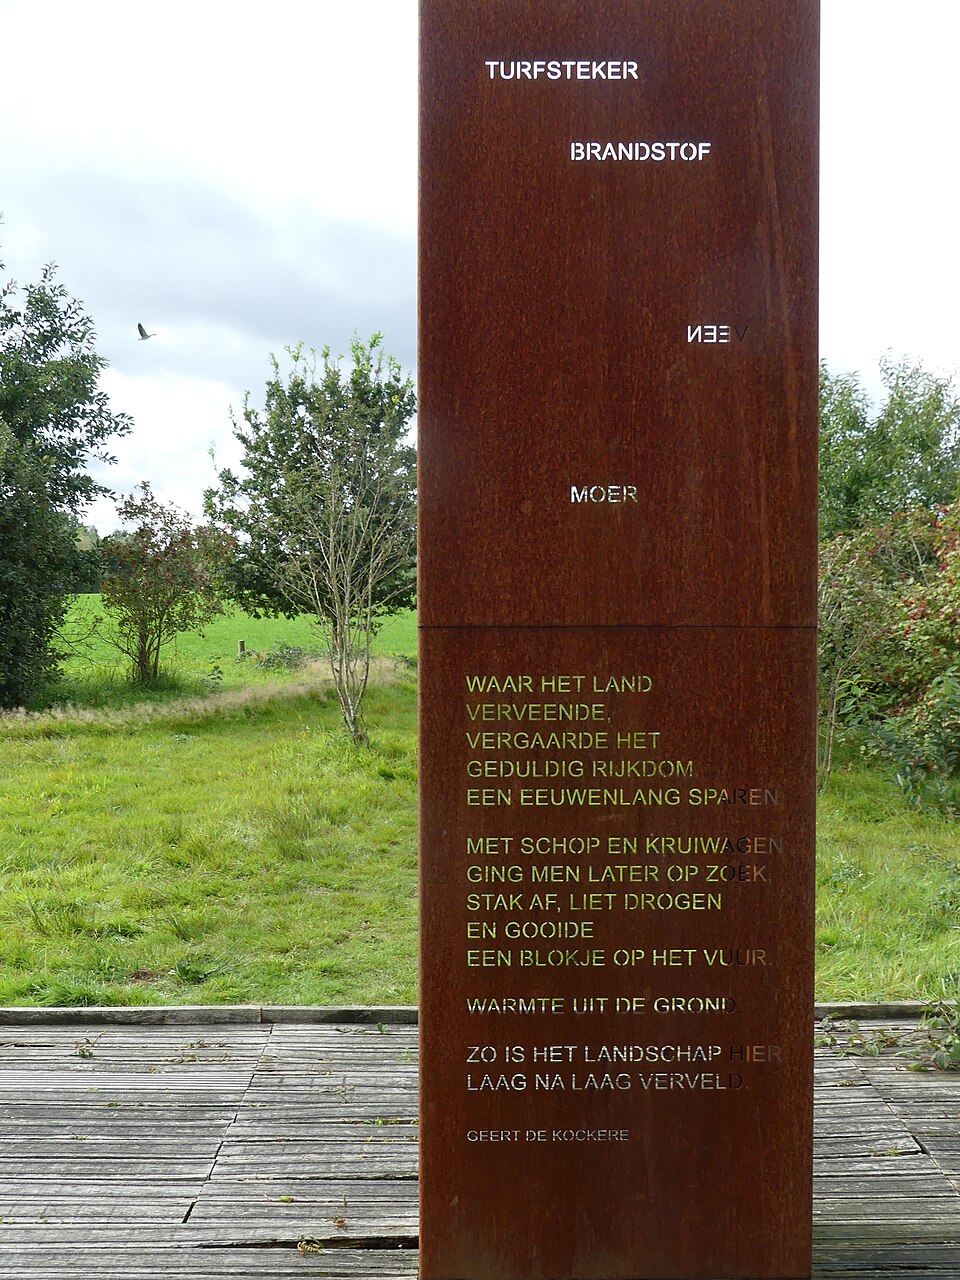 TURFSTEKER
BRANDSTOF
VEEN
MOER
WAAR HET LAND
VERVEENDE,
VERGAARDE HET
GEDULDIG RIJKDOM
EEN EEUWENLANG SPAREN
MET SCHOP EN KRUIWAGEN
GING MEN LATER OP ZOEK,
STAK AF, LIET DROGEN
EN GOOIDE
EEN BLOKJE OP HET VUUR.
WARMTE UIT DE GROND.
ZO IS HET LANDSCHAP HIER
LAAG NA LAAG VERVELD.
GEERT DE KOCKERE